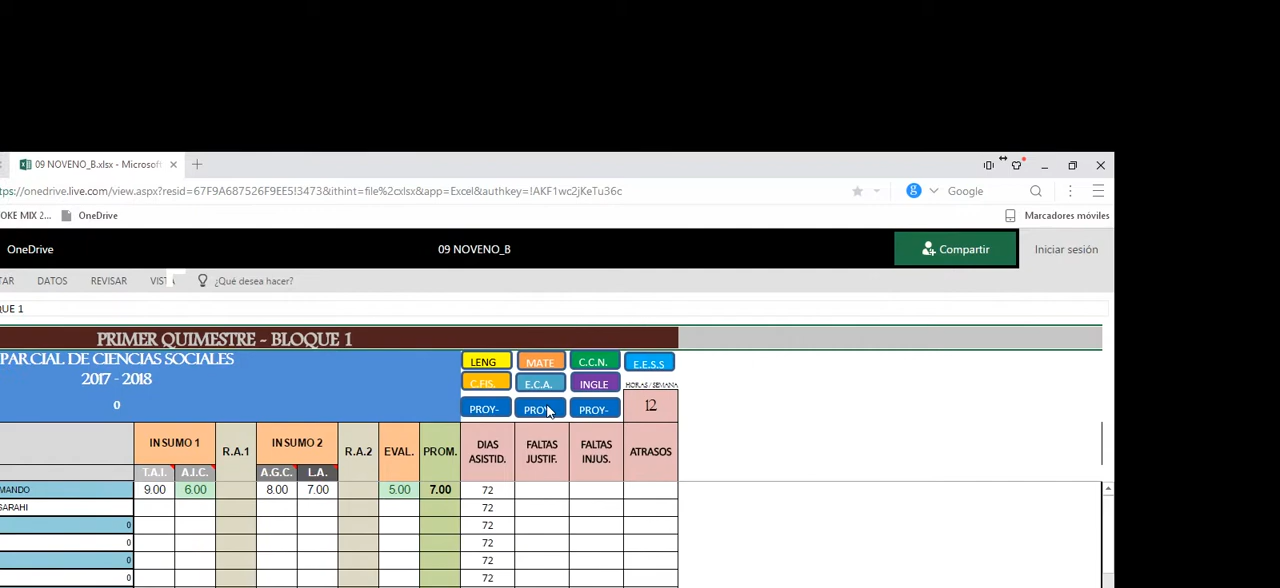 09 NOVENO_B.xlsx - Microsoft
https://onedrive.live.com/view.aspx?resid=67F9A687526F9EE5!3473&ithint=file%2cxlsx&app=Excel&authkey=!AKF1wc2jKeTu36c
Google
OKE MIX 2...
OneDrive
Marcadores móviles
OneDrive
09 NOVENO_B
Compartir
Iniciar sesión
TAR
DATOS
REVISAR
VISTA
¿Qué desea hacer?
QUE 1
PRIMER QUIMESTRE - BLOQUE 1
PARCIAL DE CIENCIAS SOCIALES
2017 - 2018
0
LENG MATE C.C.N. E.E.S.S
C.FIS. E.C.A. INGLE HORAS / SEMANA
PROY- PROY- PROY- 12
INSUMO 1 R.A.1 INSUMO 2 R.A.2 EVAL. PROM. DIAS ASISTID. FALTAS JUSTIF. FALTAS INJUS. ATRASOS
T.A.I. A.I.C. A.G.C. L.A.
MANDO 9.00 6.00 8.00 7.00 5.00 7.00 72
SARAHI 72
0 72
0 72
0 72
0 72